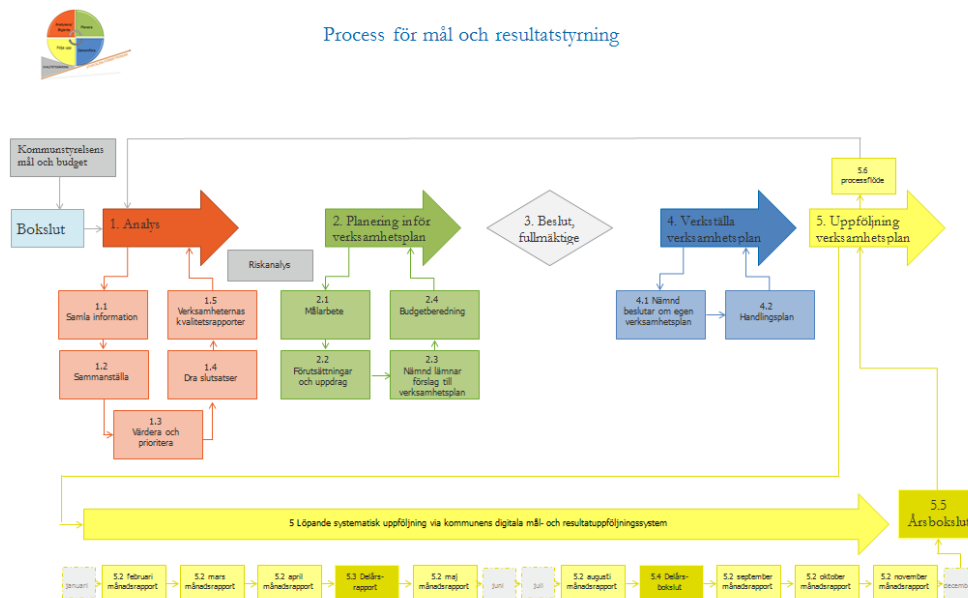 Process för mål och resultatstyrning
Planera
Följa upp
Kommunstyrelsens
mål och budget
5.6
processflöde
Bokslut
1. Analys
2. Planering inför
verksamhetsplan
3. Beslut,
fullmäktige
4. Verkställa
verksamhetsplan
5. Uppföljning
verksamhetsplan
Riskanalys
1.1
Samla information
1.5
Verksamheternas
kvalitetsrapporter
2.1
Målarbete
2.4
Budgetberedning
4.1 Nämnd
beslutar om egen
verksamhetsplan
4.2
Handlingsplan
1.2
Sammanställa
1.4
Dra slutsatser
2.2
Förutsättningar
och uppdrag
2.3
Nämnd lämnar
förslag till
verksamhetsplan
1.3
Värdera och
prioritera
5 Löpande systematisk uppföljning via kommunens digitala mål- och resultatuppföljningssystem
5.5
Årsbokslut
januari
5.2 februari
månadsrapport
5.2 mars
månadsrapport
5.2 april
månadsrapport
5.3 Delårs-
rapport
5.2 maj
månadsrapport
juni
juli
5.2 augusti
månadsrapport
5.4 Delårs-
bokslut
5.2 september
månadsrapport
5.2 oktober
månadsrapport
5.2 november
månadsrapport
decemb